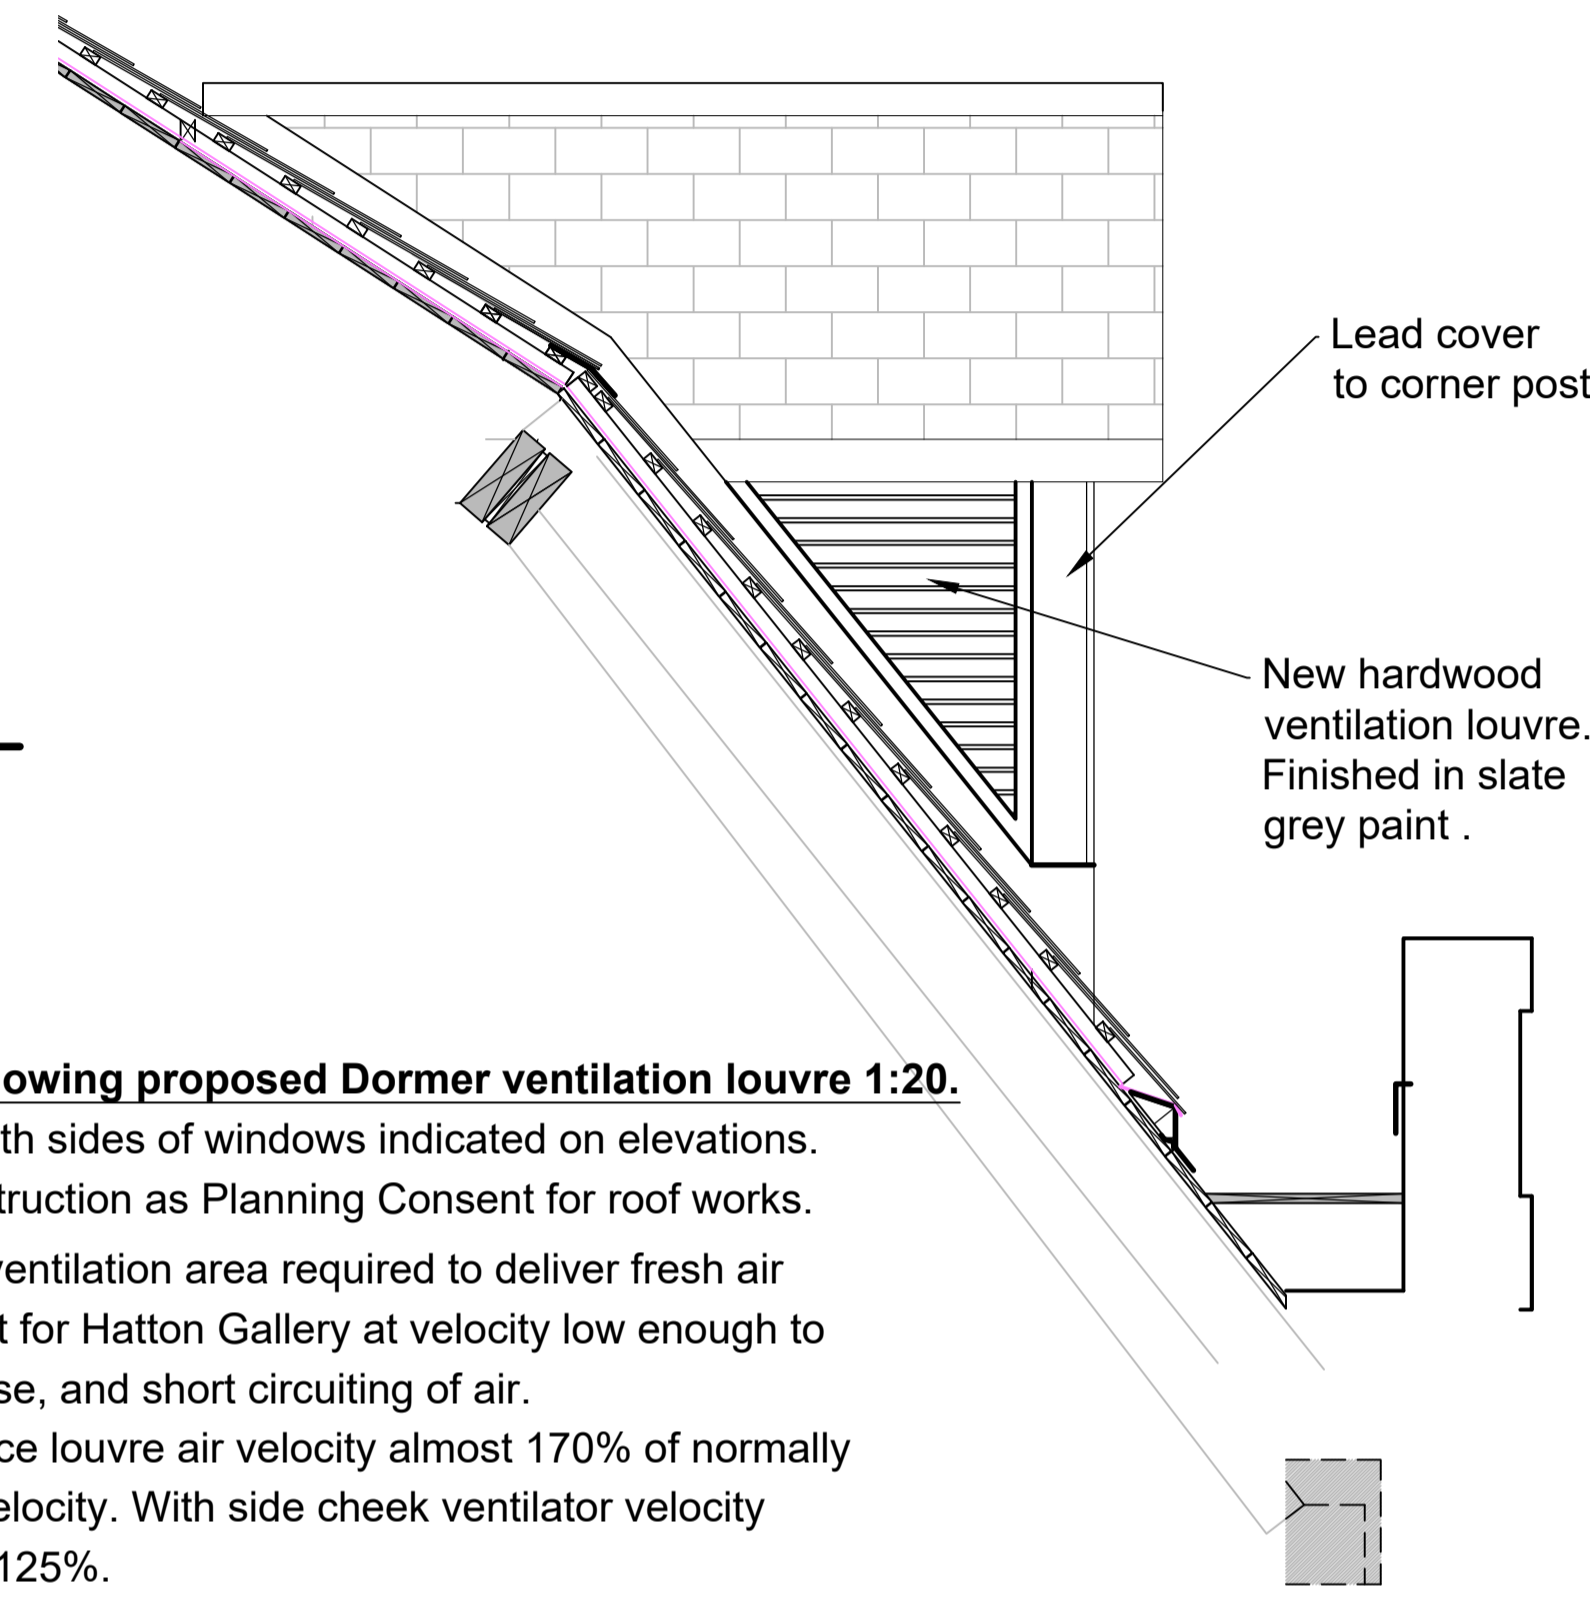 Lead cover
to corner post
New hardwood
ventilation louvre.
Finished in slate
grey paint .
owing proposed Dormer ventilation louvre 1:20.
th sides of windows indicated on elevations.
truction as Planning Consent for roof works.
ventilation area required to deliver fresh air
t for Hatton Gallery at velocity low enough to
se, and short circuiting of air.
ce louvre air velocity almost 170% of normally
elocity. With side cheek ventilator velocity
125%.